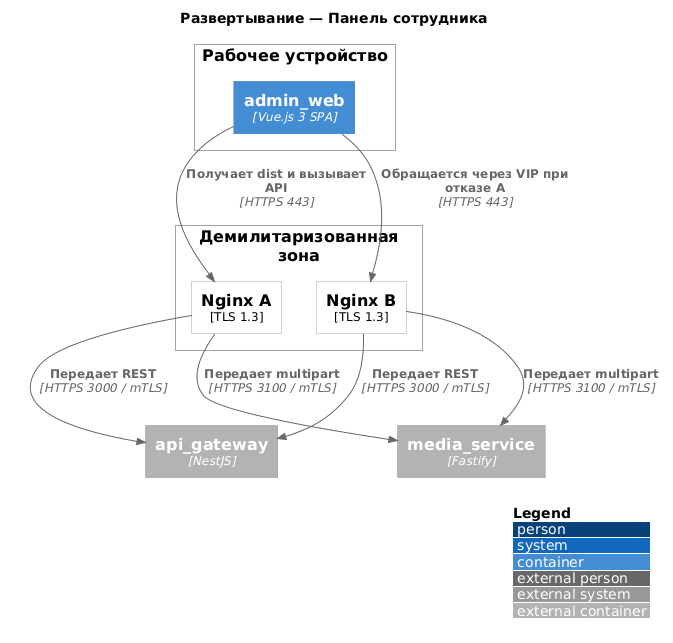 Развертывание — Панель сотрудника
Рабочее устройство
admin_web
[Vue.js 3 SPA]
Получает dist и вызывает
API
[HTTPS 443]
Обращается через VIP при
отказе A
[HTTPS 443]
Демилитаризованная
зона
Nginx A
[TLS 1.3]
Nginx B
[TLS 1.3]
Передает REST
[HTTPS 3000 / mTLS]
Передает multipart
[HTTPS 3100 / mTLS]
Передает REST
[HTTPS 3000 / mTLS]
Передает multipart
[HTTPS 3100 / mTLS]
api_gateway
[NestJS]
media_service
[Fastify]
Legend
person
system
container
external person
external system
external container